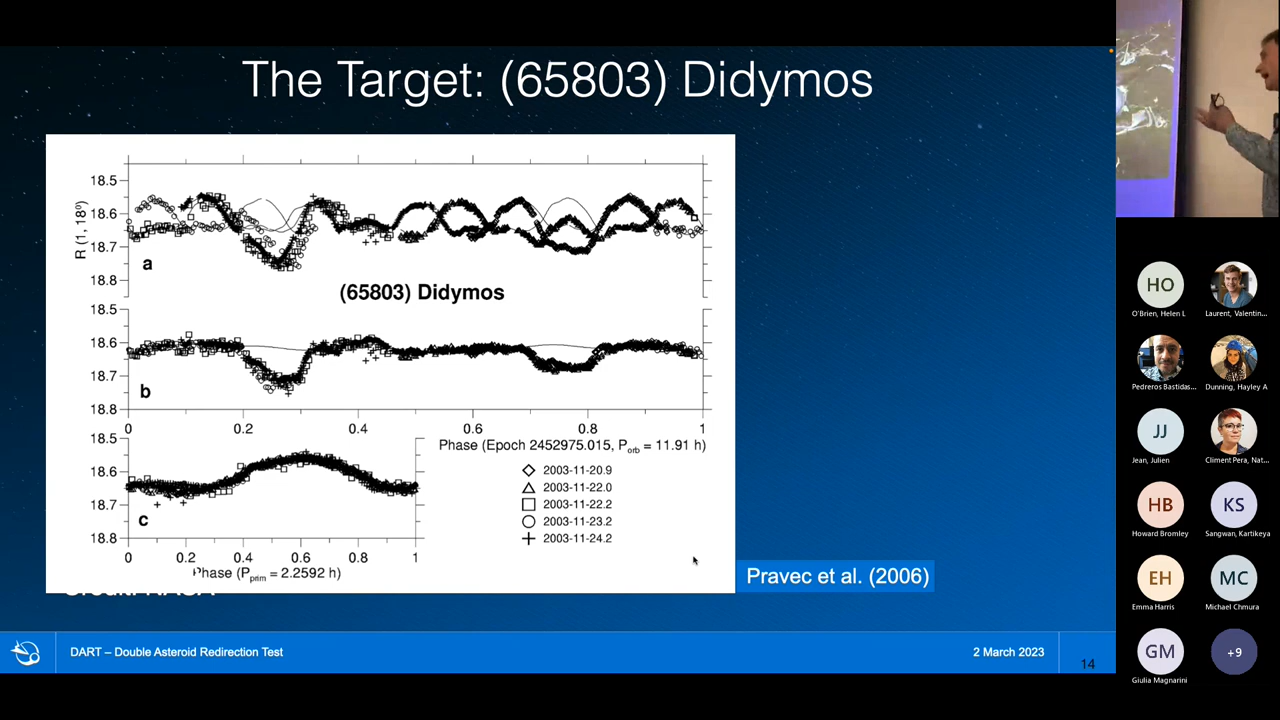 The Target: (65803) Didymos
R (1, 18º)
18.5
18.6
18.7
18.8
a
(65803) Didymos
18.5
18.6
18.7
18.8
b
0 0.2 0.4 0.6 0.8 1
Phase (Epoch 2452975.015, Porb = 11.91 h)
18.5
18.6
18.7
18.8
c
0 0.2 0.4 0.6 0.8 1
Phase (Pprim = 2.2592 h)
2003-11-20.9
2003-11-22.0
2003-11-22.2
2003-11-23.2
2003-11-24.2
Pravec et al. (2006)
DART – Double Asteroid Redirection Test
2 March 2023
14
HO
O'Brien, Helen L
Laurent, Valentin...
Pedreros Bastidas...
Dunning, Hayley A
JJ
Jean, Julien
Climent Pera, Nat...
HB
Howard Bromley
KS
Sangwan, Kartikeya
EH
Emma Harris
MC
Michael Chmura
GM
Giulia Magnarini
+9